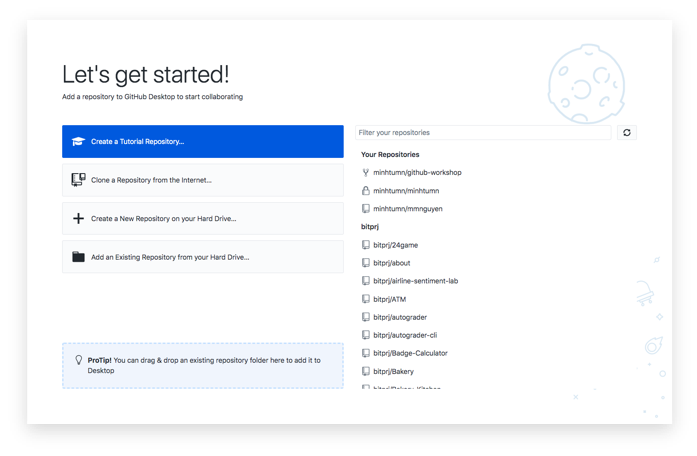 Let's get started!
Add a repository to GitHub Desktop to start collaborating
Create a Tutorial Repository...
Clone a Repository from the Internet...
Create a New Repository on your Hard Drive...
Add an Existing Repository from your Hard Drive...
ProTip! You can drag & drop an existing repository folder here to add it to
Desktop
Filter your repositories
Your Repositories
minhtumn/github-workshop
minhtumn/minhtumn
minhtumn/mmnguyen
bitprj
bitprj/24game
bitprj/about
bitprj/airline-sentiment-lab
bitprj/ATM
bitprj/autograder
bitprj/autograder-cli
bitprj/Badge-Calculator
bitprj/Bakery
bitprj/Bakery-Kitchen